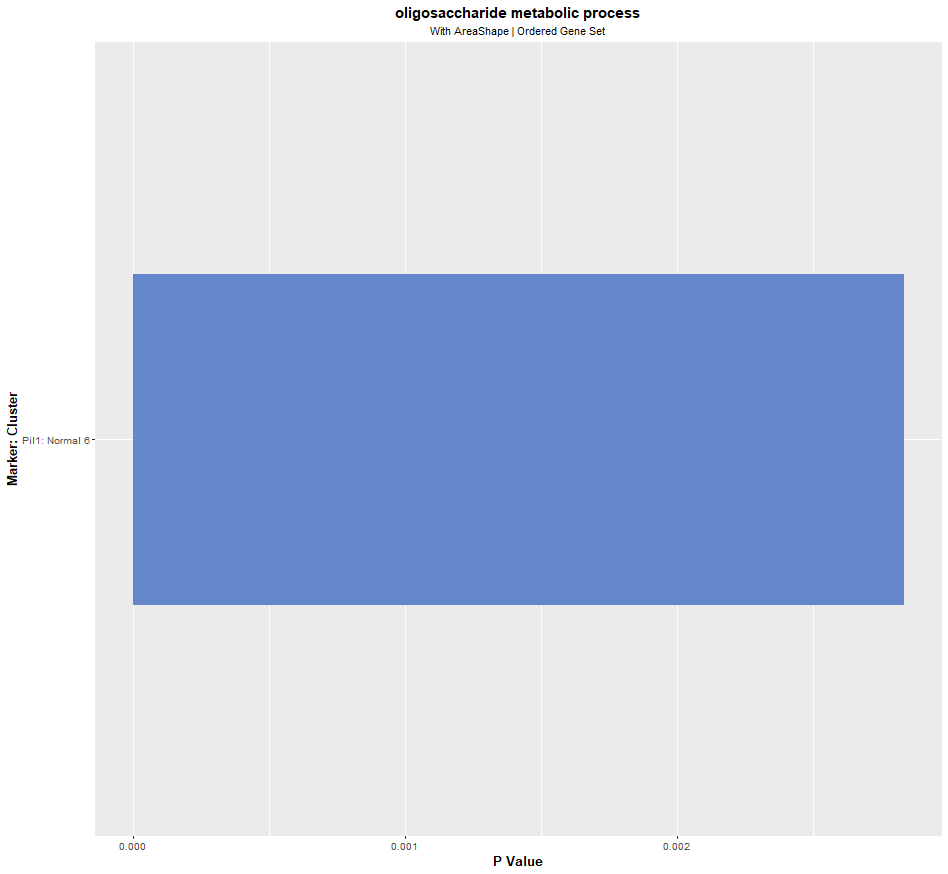 oligosaccharide metabolic process
With AreaShape | Ordered Gene Set
Marker: Cluster
Pil1: Normal 6
0.000
0.001
0.002
P Value